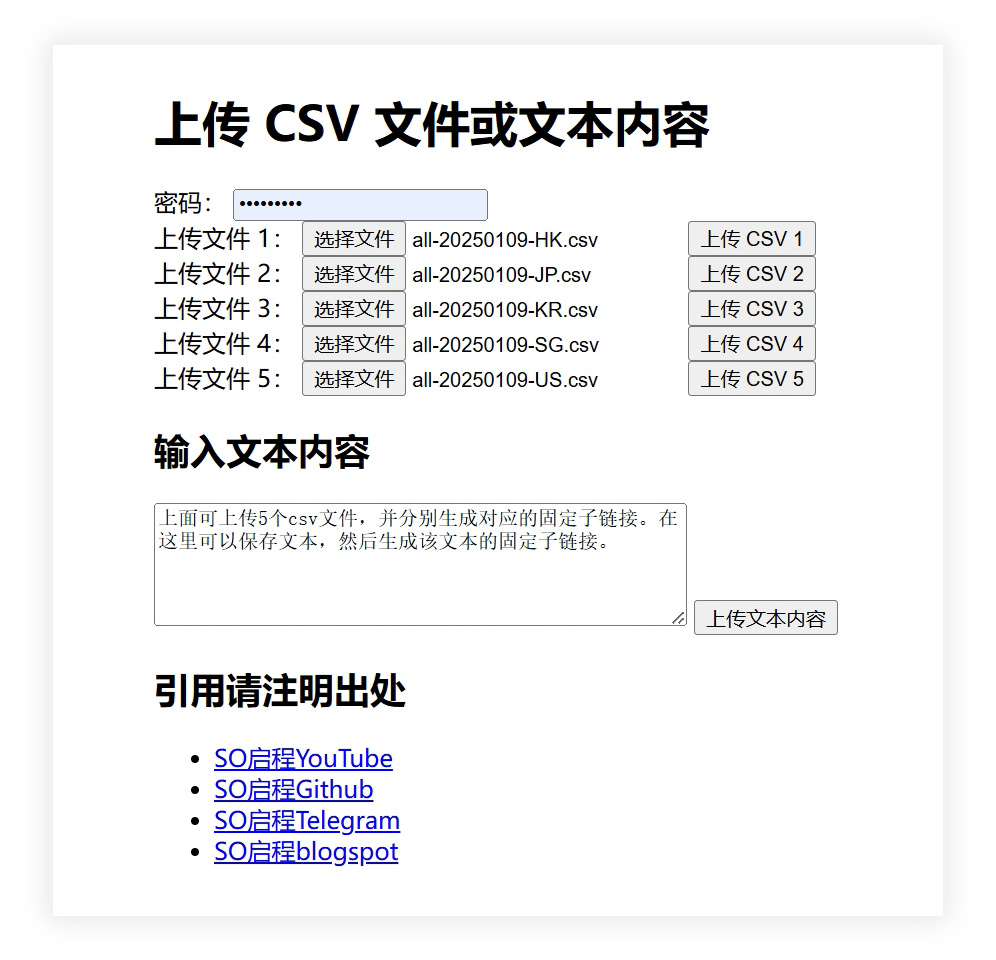 上传 CSV 文件或文本内容
密码： •••••••••
上传文件 1： 选择文件 all-20250109-HK.csv 上传 CSV 1
上传文件 2： 选择文件 all-20250109-JP.csv 上传 CSV 2
上传文件 3： 选择文件 all-20250109-KR.csv 上传 CSV 3
上传文件 4： 选择文件 all-20250109-SG.csv 上传 CSV 4
上传文件 5： 选择文件 all-20250109-US.csv 上传 CSV 5
输入文本内容
上面可上传5个csv文件，并分别生成对应的固定子链接。在
这里可以保存文本，然后生成该文本的固定子链接。
上传文本内容
引用请注明出处
SO启程YouTube
SO启程Github
SO启程Telegram
SO启程blogspot